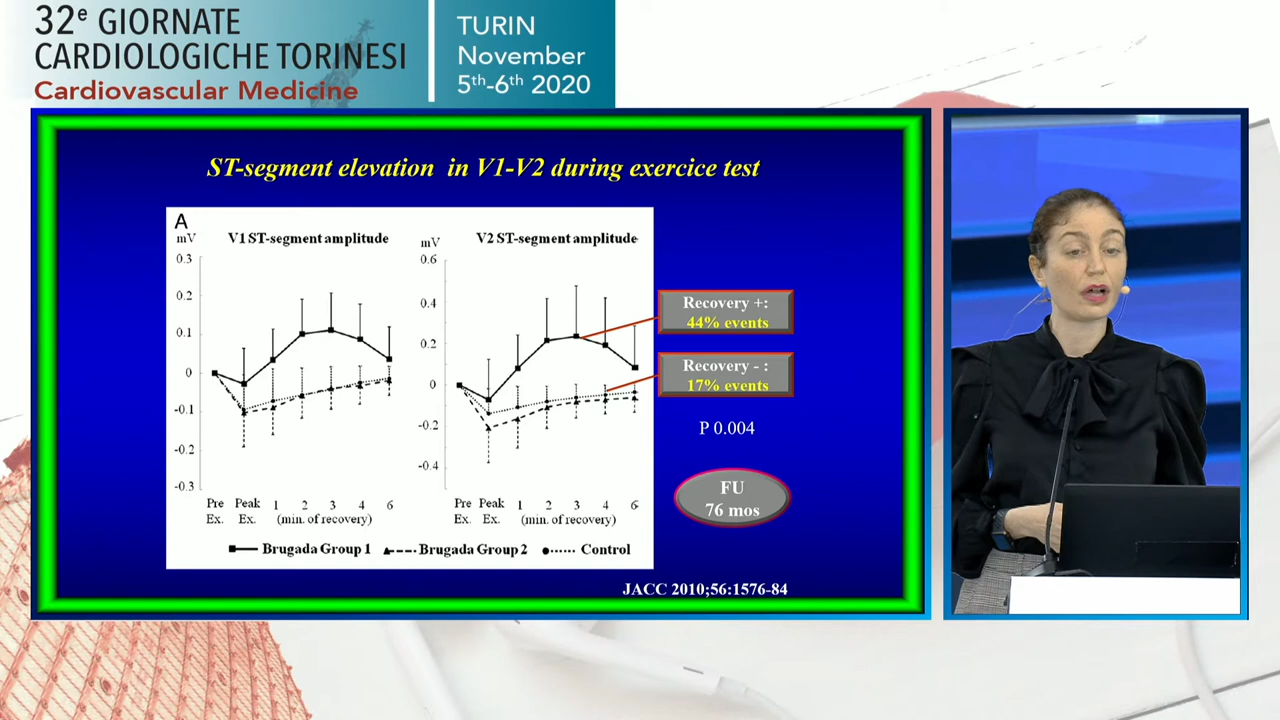 32e GIORNATE
CARDIOLOGICHE TORINESI
Cardiovascular Medicine
TURIN
November
5th-6th 2020
ST-segment elevation in V1-V2 during exercice test
A
mV
V1 ST-segment amplitude
0.3
0.2
0.1
0
-0.1
-0.2
-0.3
Pre Ex.
Peak Ex.
1 2 3 4 6
(min. of recovery)
mV
V2 ST-segment amplitude
0.6
0.4
0.2
0
-0.2
-0.4
Pre Ex.
Peak Ex.
1 2 3 4 6
(min. of recovery)
Brugada Group 1
Brugada Group 2
Control
Recovery +:
44% events
Recovery - :
17% events
P 0.004
FU
76 mos
JACC 2010;56:1576-84